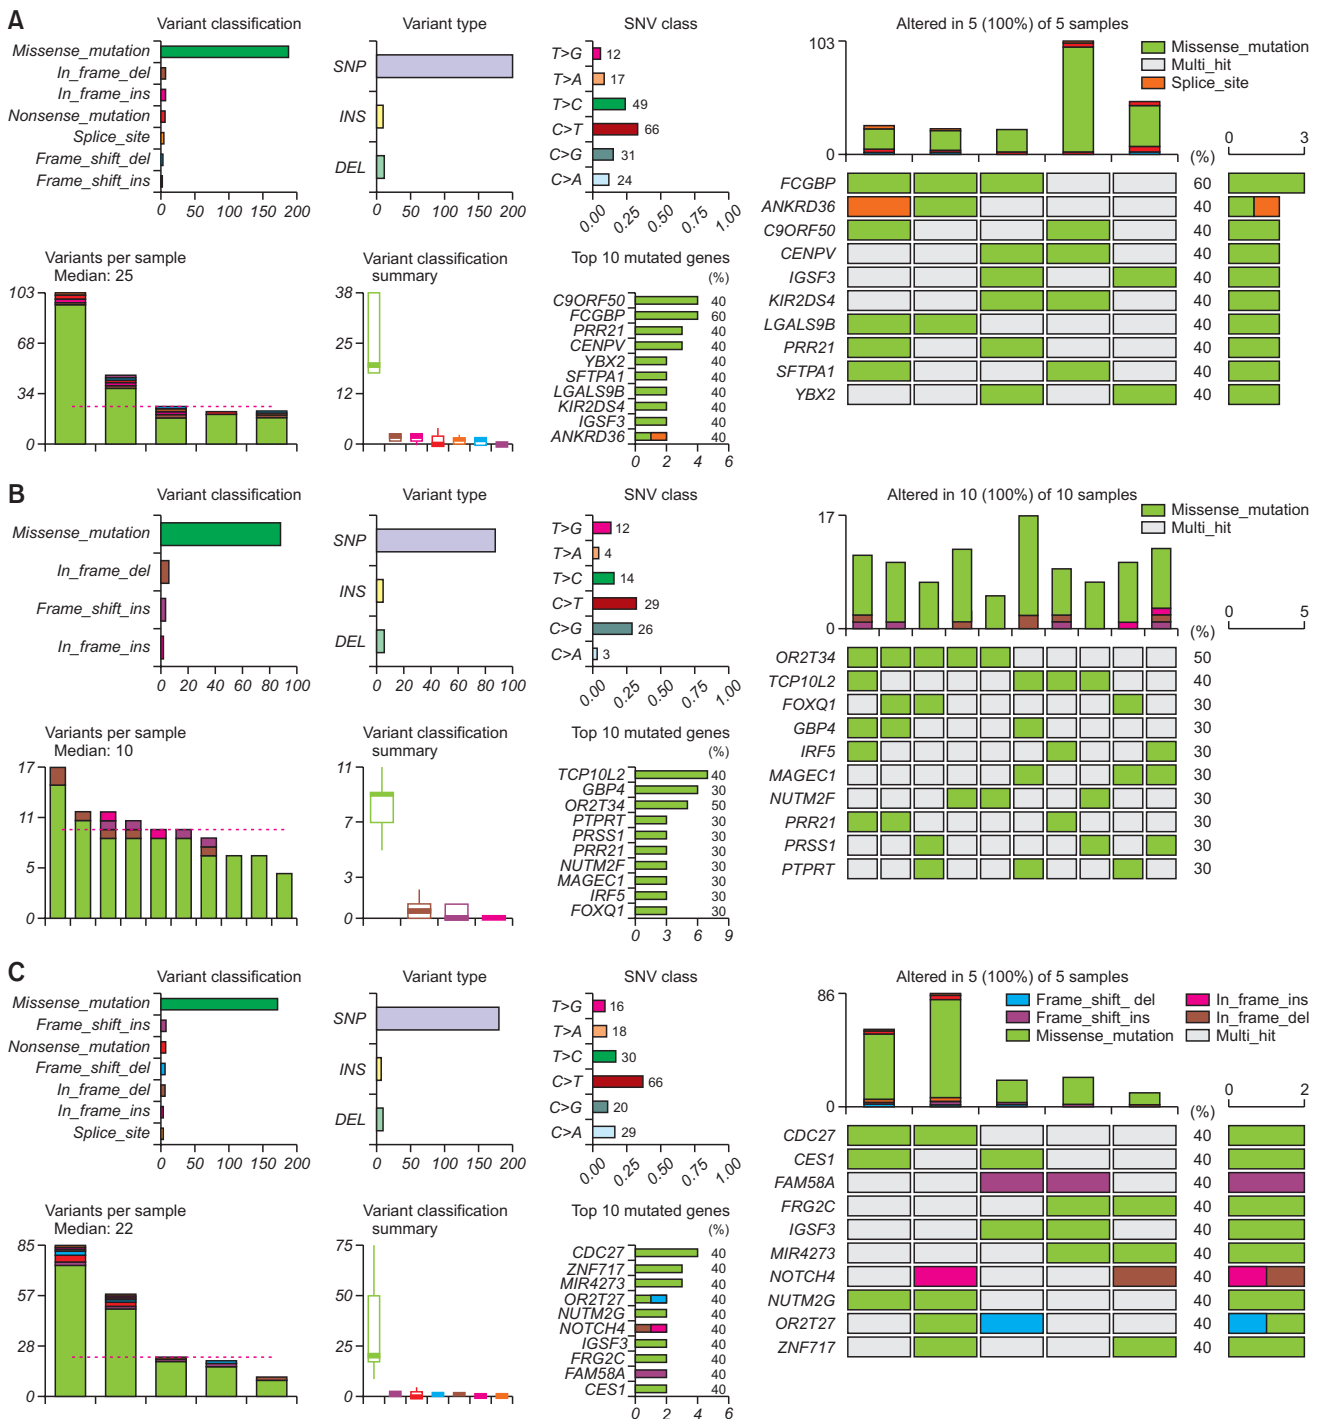 A
Variant classification
Missense_mutation
In_frame_del
In_frame_ins
Nonsense_mutation
Splice_site
Frame_shift_del
Frame_shift_ins
0 50 100 150 200
Variant type
SNP
INS
DEL
0 50 100 150 200
SNV class
T>G 12
T>A 17
T>C 49
C>T 66
C>G 31
C>A 24
0.00 0.25 0.50 0.75 1.00
Variants per sample
Median: 25
103
68
34
0
Variant classification
summary
38
25
12
0
Top 10 mutated genes
(%)
C9ORF50 40
FCGBP 60
PRR21 40
CENPV 40
YBX2 40
SFTPA1 40
LGALS9B 40
KIR2DS4 40
IGSF3 40
ANKRD36 40
0 2 4 6
Altered in 5 (100%) of 5 samples
Missense_mutation
Multi_hit
Splice_site
103
0
0 3
(%)
FCGBP 60
ANKRD36 40
C9ORF50 40
CENPV 40
IGSF3 40
KIR2DS4 40
LGALS9B 40
PRR21 40
SFTPA1 40
YBX2 40
B
Variant classification
Missense_mutation
In_frame_del
Frame_shift_ins
In_frame_ins
0 20 40 60 80 100
Variant type
SNP
INS
DEL
0 20 40 60 80 100
SNV class
T>G 12
T>A 4
T>C 14
C>T 29
C>G 26
C>A 3
0.00 0.25 0.50 0.75 1.00
Variants per sample
Median: 10
17
11
5
0
Variant classification
summary
11
7
3
0
Top 10 mutated genes
(%)
TCP10L2 40
GBP4 30
OR2T34 50
PTPRT 30
PRSS1 30
PRR21 30
NUTM2F 30
MAGEC1 30
IRF5 30
FOXQ1 30
0 3 6 9
Altered in 10 (100%) of 10 samples
Missense_mutation
Multi_hit
17
0
0 5
(%)
OR2T34 50
TCP10L2 40
FOXQ1 30
GBP4 30
IRF5 30
MAGEC1 30
NUTM2F 30
PRR21 30
PRSS1 30
PTPRT 30
C
Variant classification
Missense_mutation
Frame_shift_ins
Nonsense_mutation
Frame_shift_del
In_frame_del
In_frame_ins
Splice_site
0 50 100 150 200
Variant type
SNP
INS
DEL
0 50 100 150 200
SNV class
T>G 16
T>A 18
T>C 30
C>T 66
C>G 20
C>A 29
0.00 0.25 0.50 0.75 1.00
Variants per sample
Median: 22
85
57
28
0
Variant classification
summary
75
50
25
0
Top 10 mutated genes
(%)
CDC27 40
ZNF717 40
MIR4273 40
OR2T27 40
NUTM2G 40
NOTCH4 40
IGSF3 40
FRG2C 40
FAM58A 40
CES1 40
0 2 4 6
Altered in 5 (100%) of 5 samples
Frame_shift_del In_frame_ins
Frame_shift_ins In_frame_del
Missense_mutation Multi_hit
86
0
0 2
(%)
CDC27 40
CES1 40
FAM58A 40
FRG2C 40
IGSF3 40
MIR4273 40
NOTCH4 40
NUTM2G 40
OR2T27 40
ZNF717 40